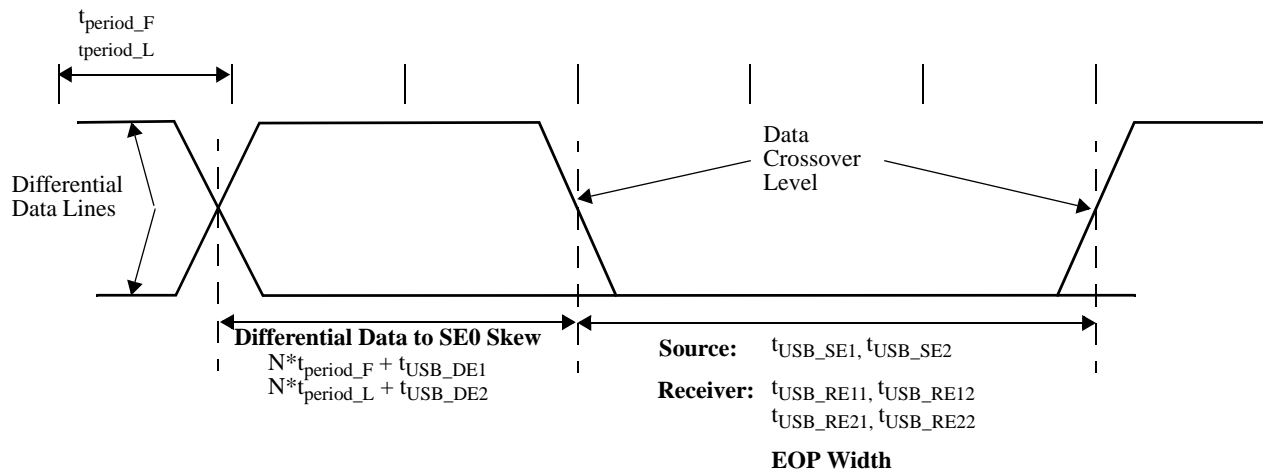 tperiod_F
tperiod_L
Differential
Data Lines
Data
Crossover
Level
Differential Data to SE0 Skew
N*tperiod_F + tUSB_DE1
N*tperiod_L + tUSB_DE2
Source: tUSB_SE1, tUSB_SE2
Receiver: tUSB_RE11, tUSB_RE12
tUSB_RE21, tUSB_RE22
EOP Width